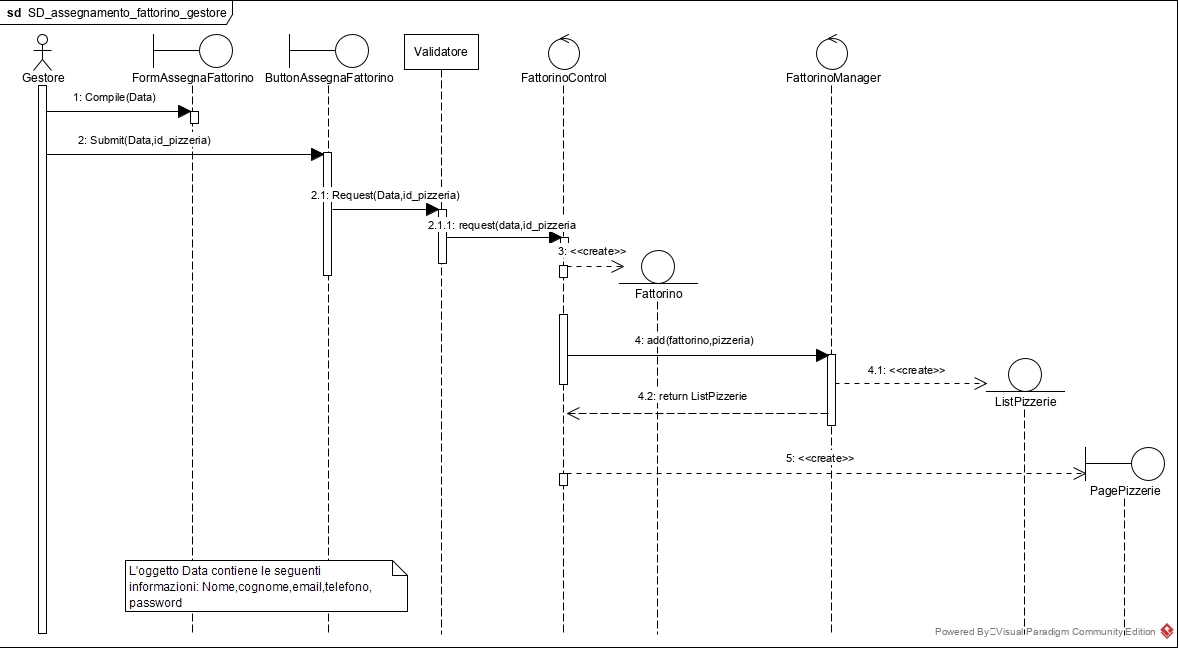 sd SD_assegnamento_fattorino_gestore
Gestore
FormAssegnaFattorino
ButtonAssegnaFattorino
Validatore
FattorinoControl
FattorinoManager
1: Compile(Data)
2: Submit(Data,id_pizzeria)
2.1: Request(Data,id_pizzeria)
2.1.1: request(data,id_pizzeria
3: <<create>>
Fattorino
4: add(fattorino,pizzeria)
4.1: <<create>>
ListPizzerie
4.2: return ListPizzerie
5: <<create>>
PagePizzerie
L'oggetto Data contiene le seguenti
informazioni: Nome,cognome,email,telefono,
password
Powered By Visual Paradigm Community Edition